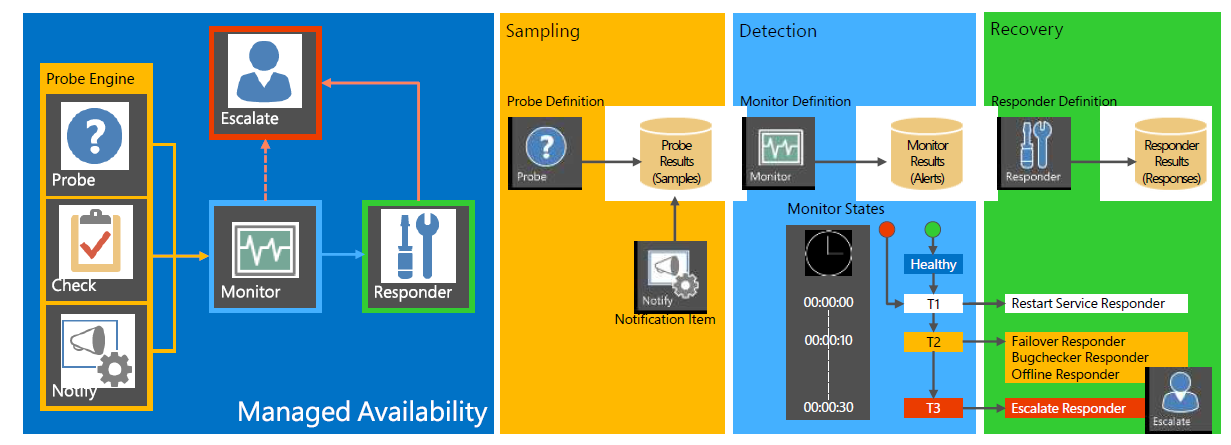 Probe Engine
Probe
Check
Notify
Escalate
Monitor
Responder
Managed Availability
Sampling
Probe Definition
Probe
Probe
Results
(Samples)
Notify
Notification Item
Detection
Monitor Definition
Monitor
Monitor
Results
(Alerts)
Monitor States
00:00:00
00:00:10
00:00:30
Healthy
T1
T2
T3
Recovery
Responder Definition
Responder
Responder
Results
(Responses)
Restart Service Responder
Failover Responder
Bugchecker Responder
Offline Responder
Escalate Responder
Escalate